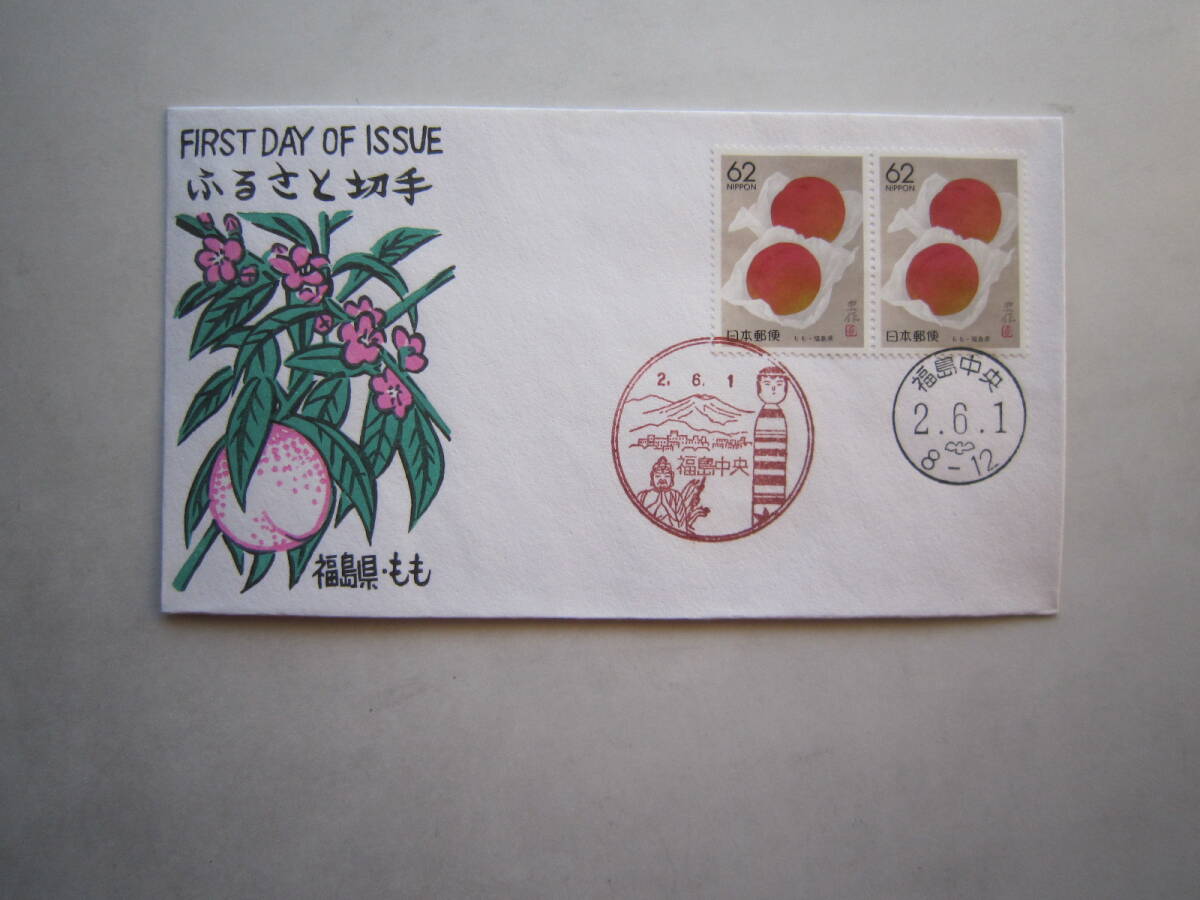 FIRST DAY OF ISSUE
ふるさと切手
福島県・もも
62
NIPPON
日本郵便
もも・福島県
62
NIPPON
日本郵便
もも・福島県
2. 6. 1
福島中央
福島中央
2.6.1
8-12